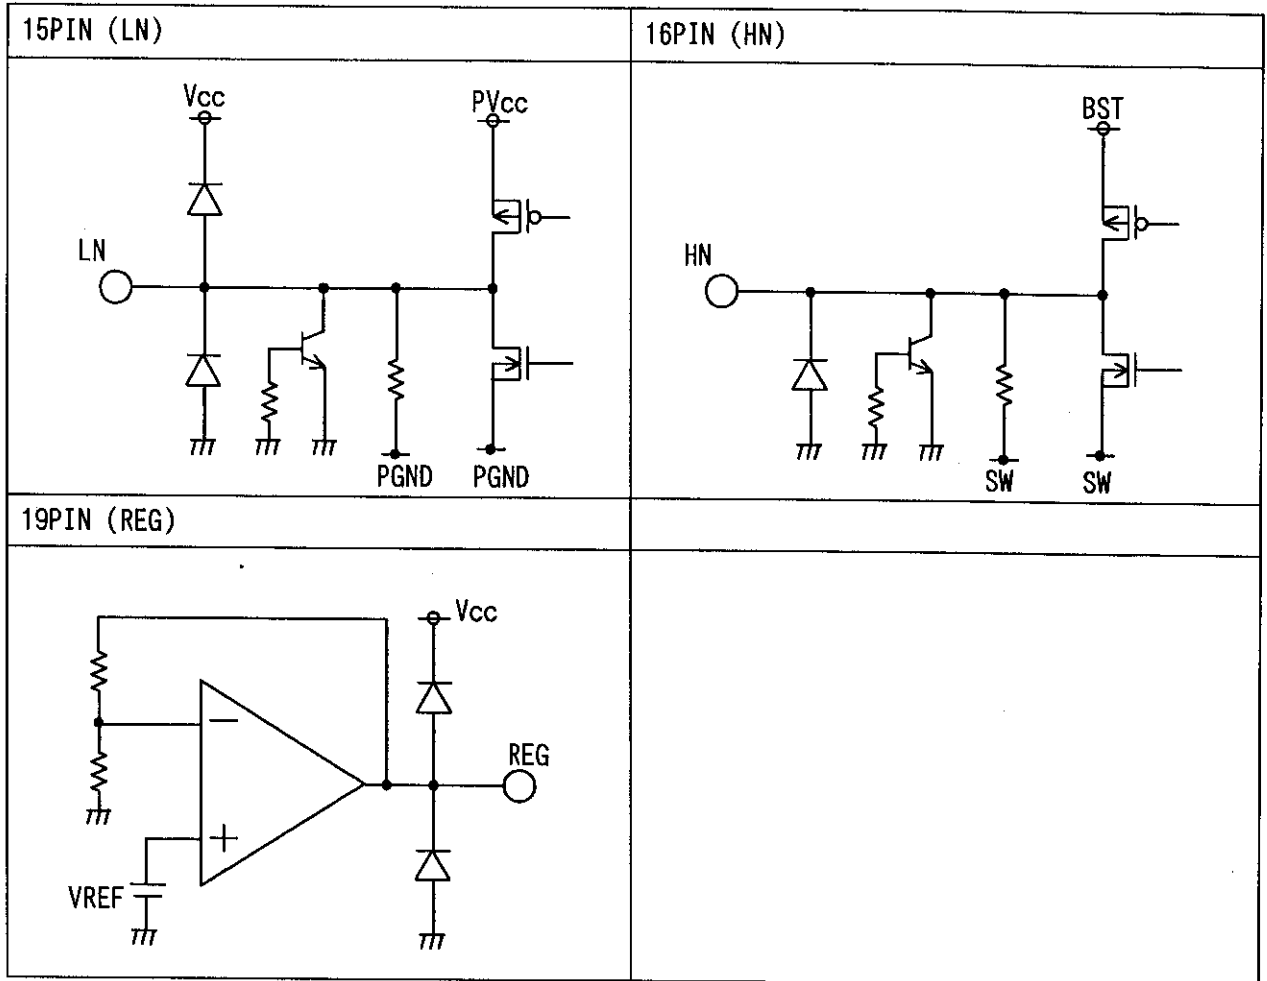 15PIN (LN)
16PIN (HN)
Vcc
PVcc
LN
PGND
PGND
BST
HN
SW
SW
19PIN (REG)
Vcc
REG
−
+
VREF